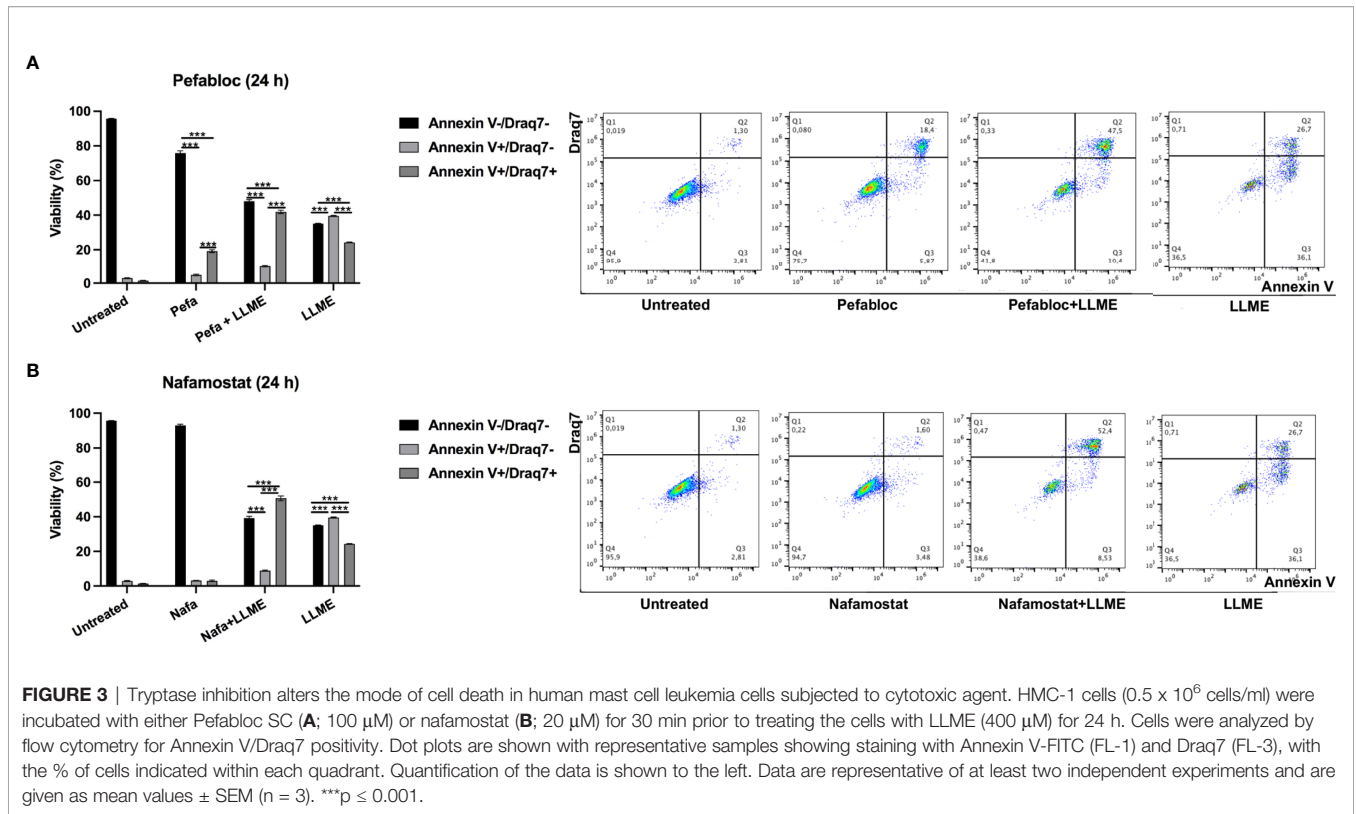 A
Pefabloc (24 h)
Viability (%)
100
80
60
40
20
0
***
***
***
***
***
***
***
*** ***
Untreated
Pefa
Pefa + LLME
LLME
Annexin V-/Draq7-
Annexin V+/Draq7-
Annexin V+/Draq7+
Draq7
Q1
0,019
Q2
1,30
Q4
95,9
Q3
2,81
Untreated
Q1
0,080
Q2
18,4
Q4
75,7
Q3
5,87
Pefabloc
Q1
0,33
Q2
47,5
Q4
41,8
Q3
10,4
Pefabloc+LLME
Q1
0,71
Q2
26,7
Q4
36,5
Q3
36,1
Annexin V
LLME
B
Nafamostat (24 h)
Viability (%)
100
80
60
40
20
0
***
***
***
***
*** ***
Untreated
Nafa
Nafa+LLME
LLME
Annexin V-/Draq7-
Annexin V+/Draq7-
Annexin V+/Draq7+
Draq7
Q1
0,019
Q2
1,30
Q4
95,9
Q3
2,81
Untreated
Q1
0,22
Q2
1,60
Q4
94,7
Q3
3,48
Nafamostat
Q1
0,47
Q2
52,4
Q4
38,6
Q3
8,53
Nafamostat+LLME
Q1
0,71
Q2
26,7
Q4
36,5
Q3
36,1
Annexin V
LLME
FIGURE 3 | Tryptase inhibition alters the mode of cell death in human mast cell leukemia cells subjected to cytotoxic agent. HMC-1 cells (0.5 x 10⁶ cells/ml) were
incubated with either Pefabloc SC (A; 100 µM) or nafamostat (B; 20 µM) for 30 min prior to treating the cells with LLME (400 µM) for 24 h. Cells were analyzed by
flow cytometry for Annexin V/Draq7 positivity. Dot plots are shown with representative samples showing staining with Annexin V-FITC (FL-1) and Draq7 (FL-3), with
the % of cells indicated within each quadrant. Quantification of the data is shown to the left. Data are representative of at least two independent experiments and are
given as mean values ± SEM (n = 3). ***p ≤ 0.001.